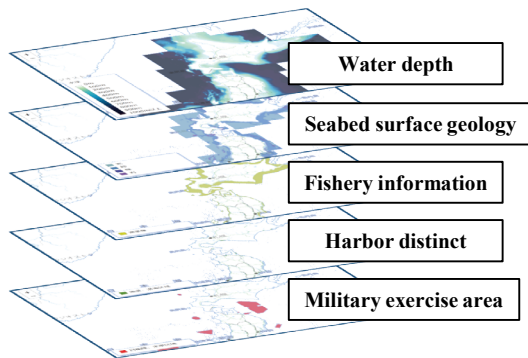 Water depth
Seabed surface geology
Fishery information
Harbor distinct
Military exercise area